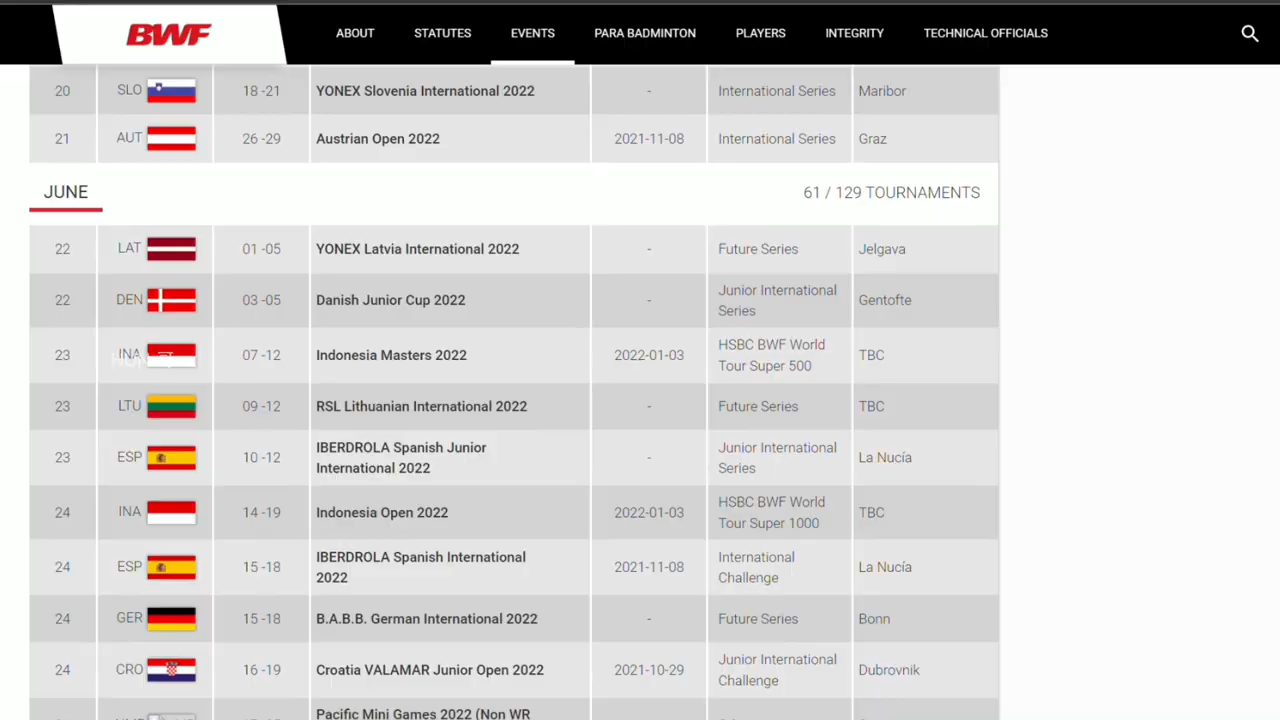 BWF ABOUT STATUTES EVENTS PARA BADMINTON PLAYERS INTEGRITY TECHNICAL OFFICIALS
20 SLO 18 -21 YONEX Slovenia International 2022 - International Series Maribor
21 AUT 26 -29 Austrian Open 2022 2021-11-08 International Series Graz
JUNE 61 / 129 TOURNAMENTS
22 LAT 01 -05 YONEX Latvia International 2022 - Future Series Jelgava
22 DEN 03 -05 Danish Junior Cup 2022 - Junior International Gentofte
Series
23 INA 07 -12 Indonesia Masters 2022 2022-01-03 HSBC BWF World TBC
Tour Super 500
23 LTU 09 -12 RSL Lithuanian International 2022 - Future Series TBC
23 ESP 10 -12 IBERDROLA Spanish Junior - Junior International La Nucía
International 2022 Series
24 INA 14 -19 Indonesia Open 2022 2022-01-03 HSBC BWF World TBC
Tour Super 1000
24 ESP 15 -18 IBERDROLA Spanish International 2021-11-08 International La Nucía
2022 Challenge
24 GER 15 -18 B.A.B.B. German International 2022 - Future Series Bonn
24 CRO 16 -19 Croatia VALAMAR Junior Open 2022 2021-10-29 Junior International Dubrovnik
Challenge
Pacific Mini Games 2022 (Non WR